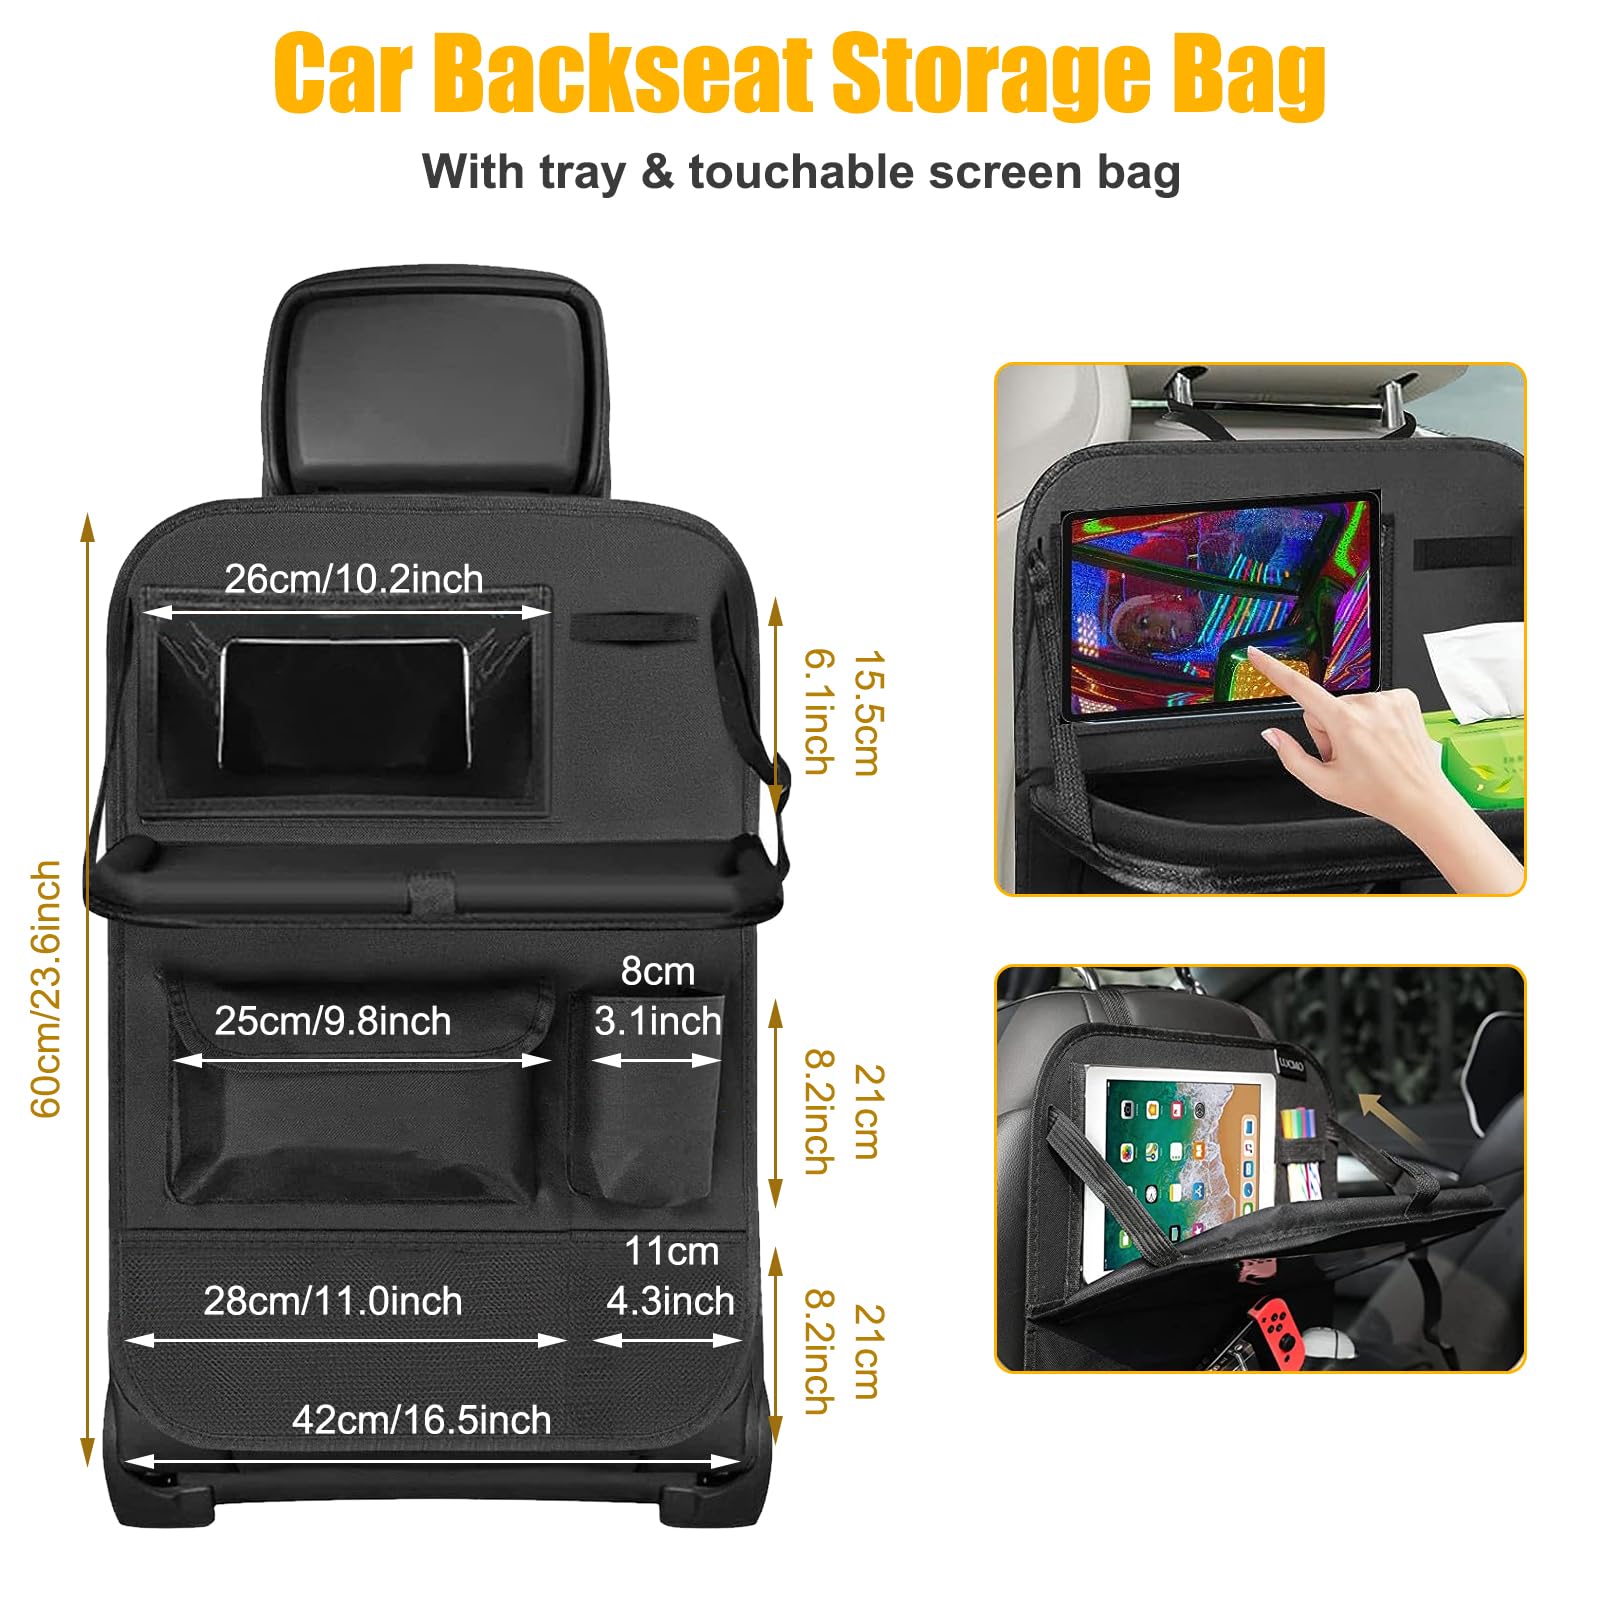 Car Backseat Storage Bag
With tray & touchable screen bag
26cm/10.2inch
15.5cm
6.1inch
60cm/23.6inch
8cm
25cm/9.8inch
3.1inch
21cm
8.2inch
11cm
28cm/11.0inch
4.3inch
21cm
8.2inch
42cm/16.5inch